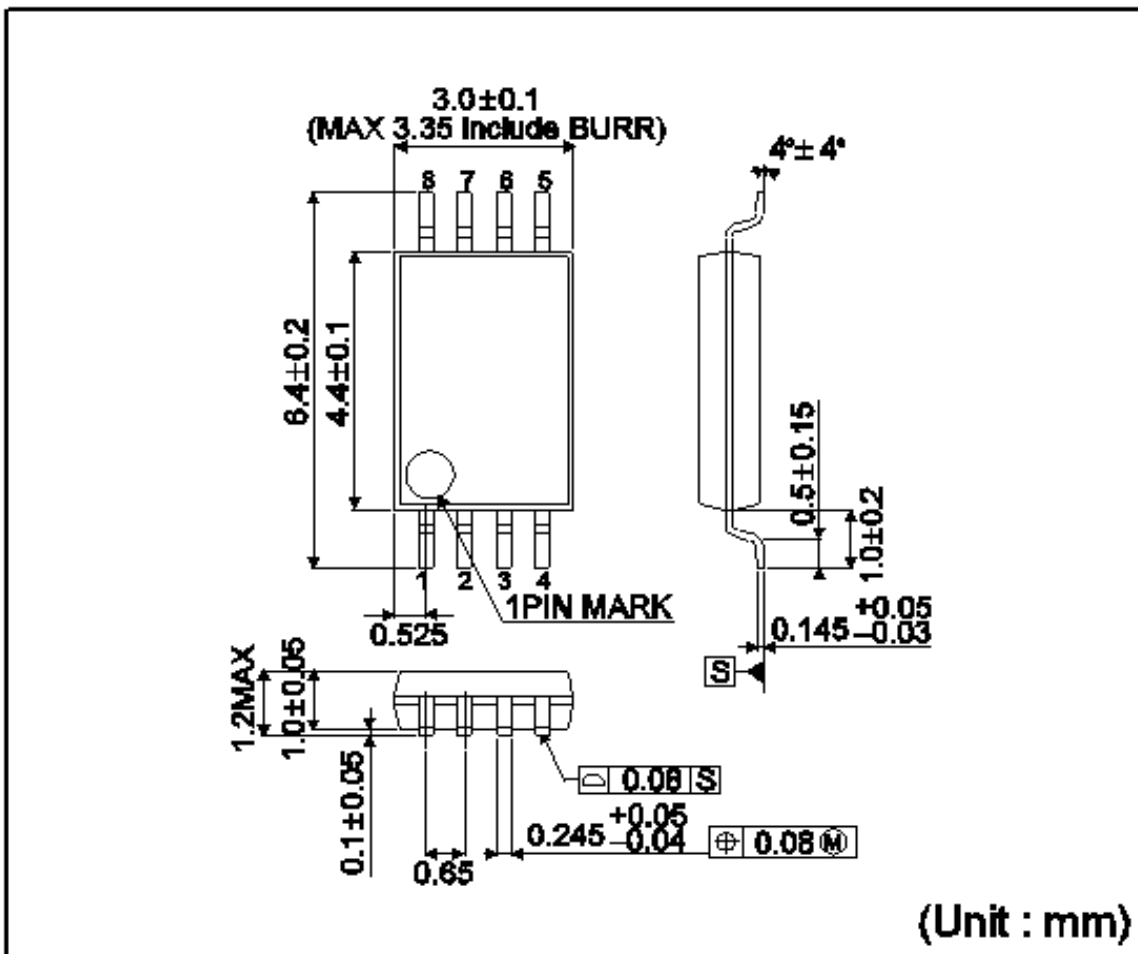 3.0±0.1
(MAX 3.35 include BURR)
8 7 6 5
4°±4°
6.4±0.2
4.4±0.1
0.5±0.15
1.0±0.2
1 2 3 4
1PIN MARK
0.525
0.145 +0.05 −0.03
S
1.2MAX
1.0±0.05
0.1±0.05
0.08 S
0.245 +0.05 −0.04
⌖ 0.08 Ⓜ
0.65
(Unit : mm)